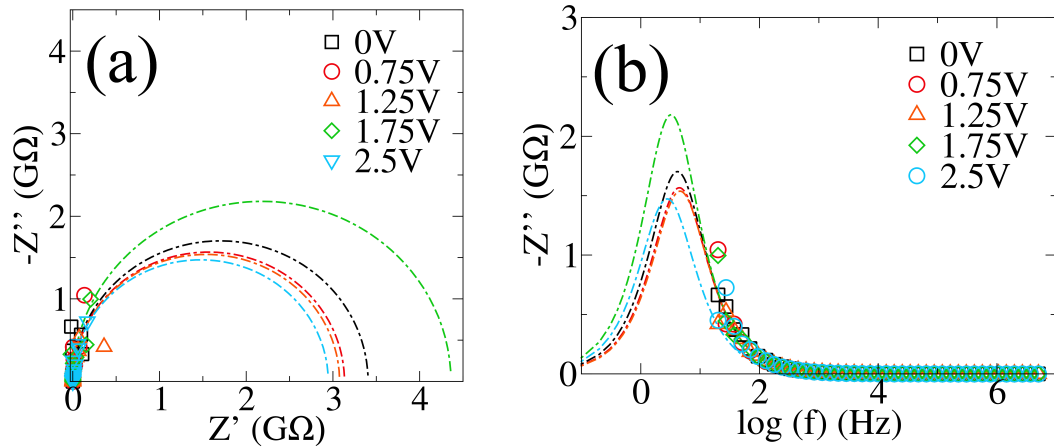 (a)
0V
0.75V
1.25V
1.75V
2.5V
-Z'' (GΩ)
4
3
2
1
0
0 1 2 3 4
Z' (GΩ)
(b)
0V
0.75V
1.25V
1.75V
2.5V
-Z'' (GΩ)
3
2
1
0
0 2 4 6
log (f) (Hz)